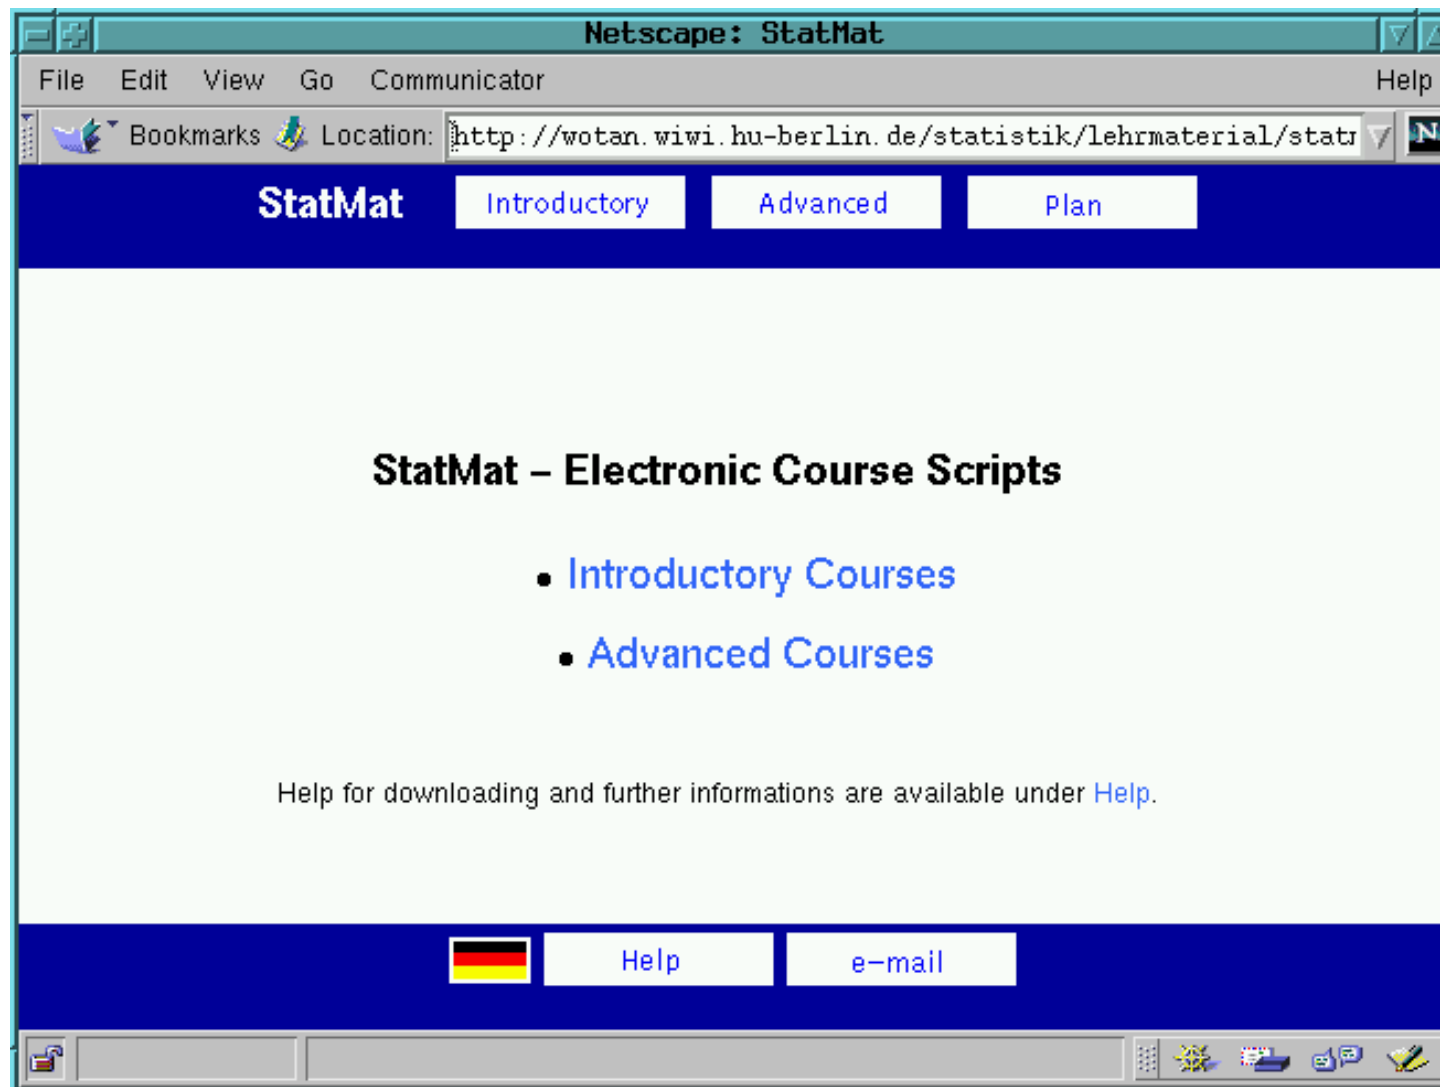 Netscape: StatMat
File Edit View Go Communicator Help
Bookmarks Location: http://wotan.wiwi.hu-berlin.de/statistik/lehrmaterial/stat
StatMat Introductory Advanced Plan
StatMat – Electronic Course Scripts
• Introductory Courses
• Advanced Courses
Help for downloading and further informations are available under Help.
Help e-mail